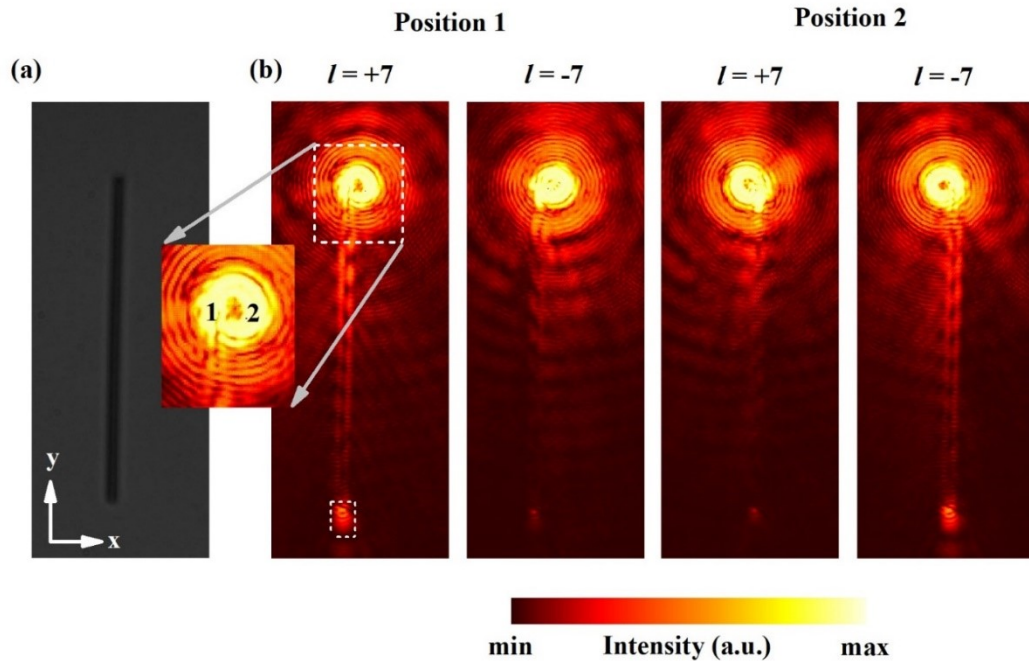 Position 1
Position 2
(a)
(b)
l = +7
l = -7
l = +7
l = -7
1
2
y
x
min
Intensity (a.u.)
max